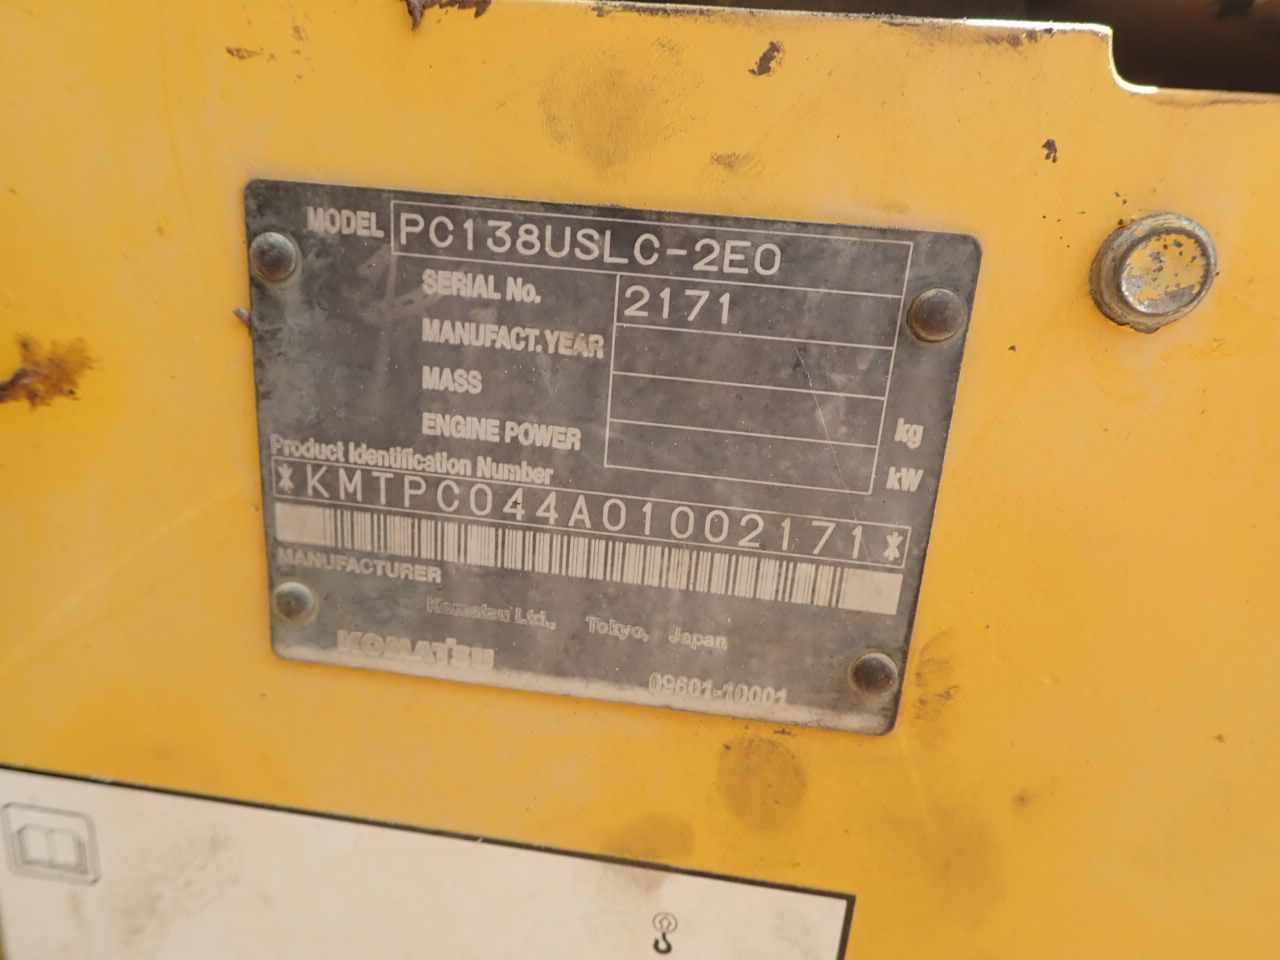 MODEL PC138USLC-2E0
SERIAL No. 2171
MANUFACT. YEAR
MASS kg
ENGINE POWER kW
Product Identification Number
*KMTPC044A01002171*
MANUFACTURER
Komatsu Ltd., Tokyo, Japan
KOMATSU
09601-10001